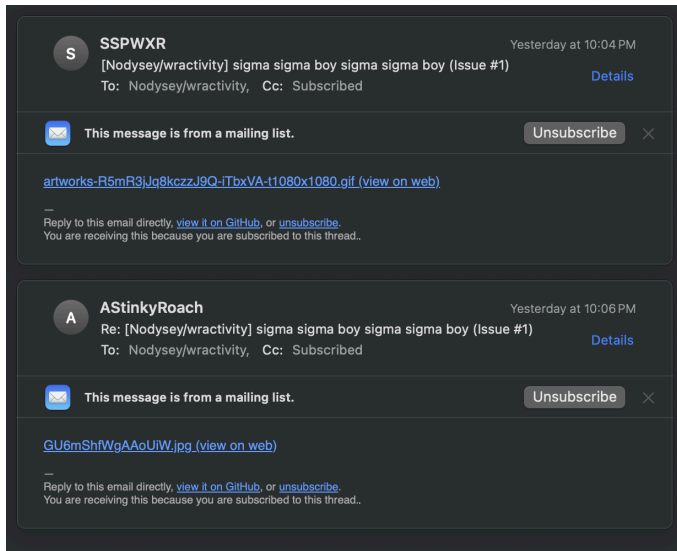 S
SSPWXR
Yesterday at 10:04 PM
[Nodysey/wractivity] sigma sigma boy sigma sigma boy (Issue #1)
To: Nodysey/wractivity, Cc: Subscribed
Details
This message is from a mailing list.
Unsubscribe
artworks-R5mR3jJq8kczzJ9Q-iTbxVA-t1080x1080.gif (view on web)
—
Reply to this email directly, view it on GitHub, or unsubscribe.
You are receiving this because you are subscribed to this thread..
A
AStinkyRoach
Yesterday at 10:06 PM
Re: [Nodysey/wractivity] sigma sigma boy sigma sigma boy (Issue #1)
To: Nodysey/wractivity, Cc: Subscribed
Details
This message is from a mailing list.
Unsubscribe
GU6mShfWgAAoUiW.jpg (view on web)
—
Reply to this email directly, view it on GitHub, or unsubscribe.
You are receiving this because you are subscribed to this thread..